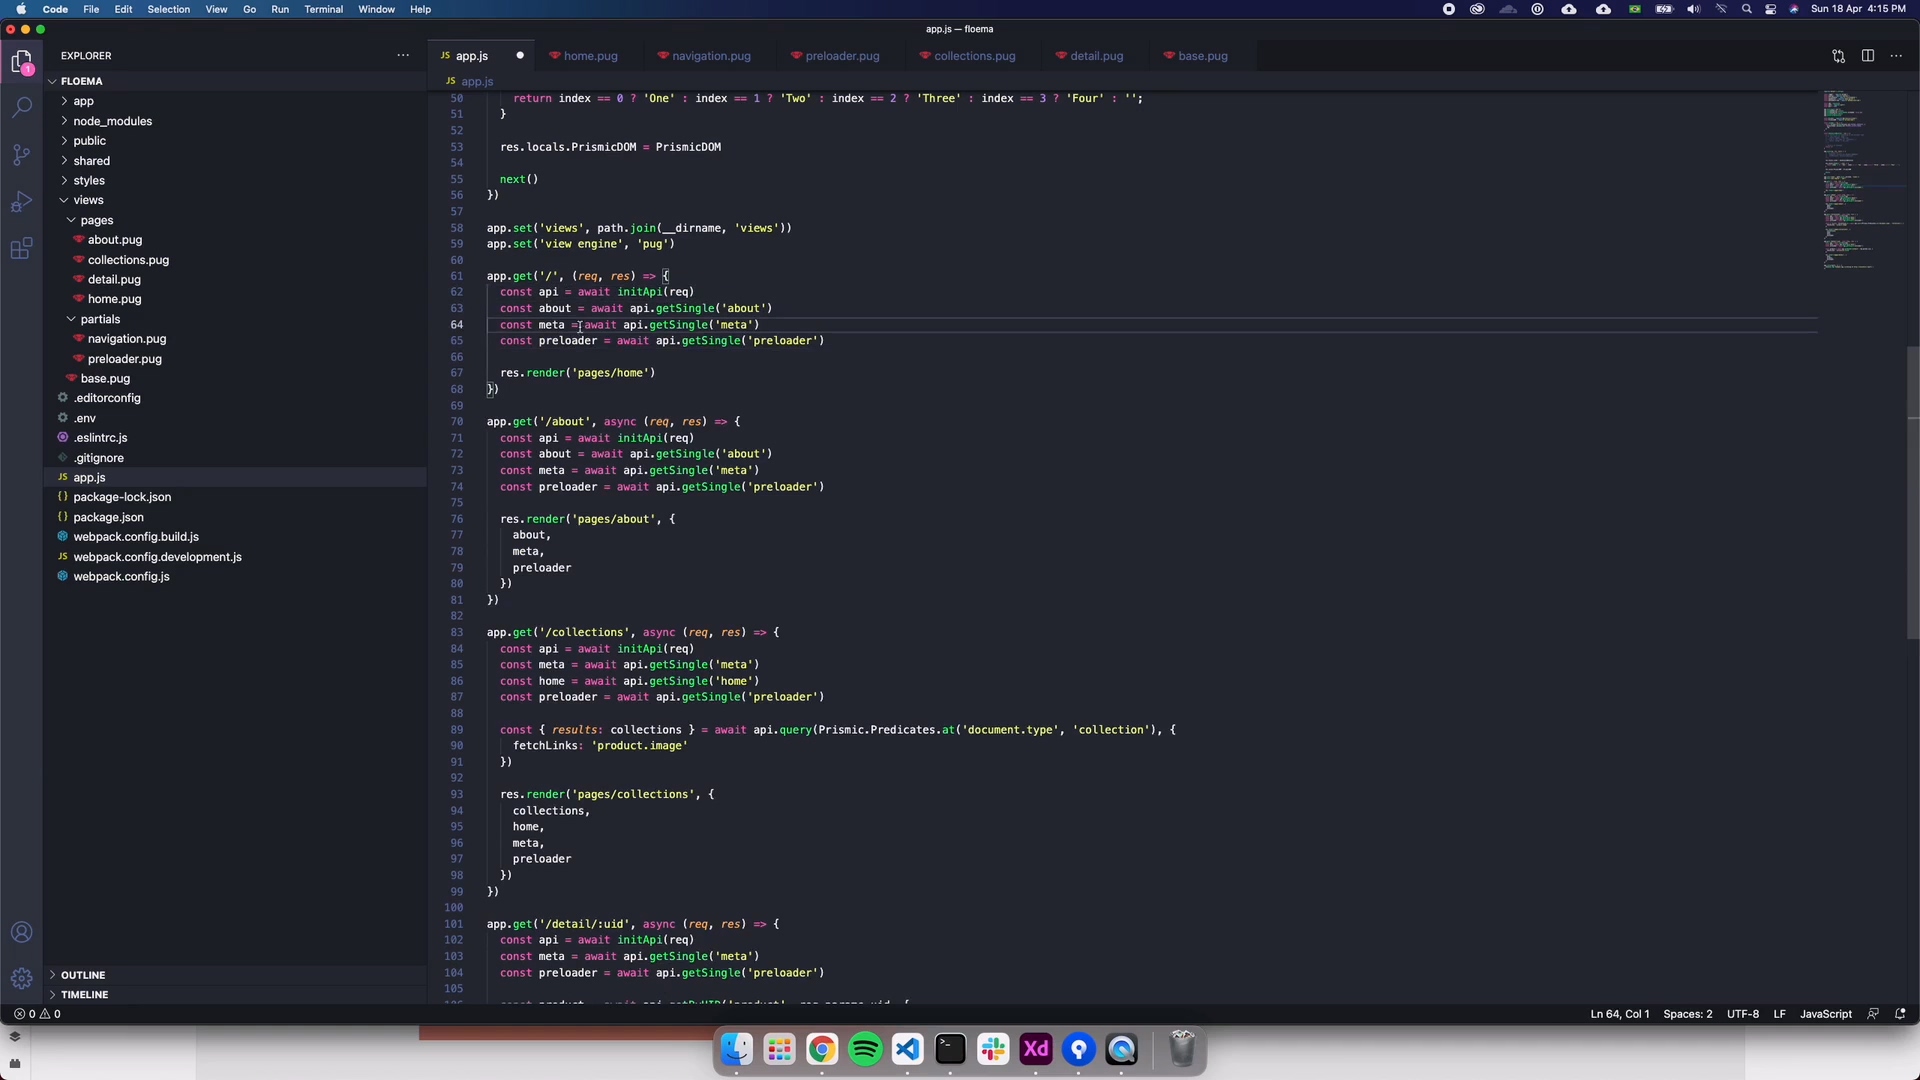 Code File Edit Selection View Go Run Terminal Window Help Sun 18 Apr 4:15 PM
app.js — floema
EXPLORER
FLOEMA
app
node_modules
public
shared
styles
views
pages
about.pug
collections.pug
detail.pug
home.pug
partials
navigation.pug
preloader.pug
base.pug
.editorconfig
.env
.eslintrc.js
.gitignore
JS app.js
package-lock.json
package.json
webpack.config.build.js
JS webpack.config.development.js
webpack.config.js
OUTLINE
TIMELINE
JS app.js home.pug navigation.pug preloader.pug collections.pug detail.pug base.pug
JS app.js
50 return index == 0 ? 'One' : index == 1 ? 'Two' : index == 2 ? 'Three' : index == 3 ? 'Four' : '';
51 }
52
53 res.locals.PrismicDOM = PrismicDOM
54
55 next()
56 })
57
58 app.set('views', path.join(__dirname, 'views'))
59 app.set('view engine', 'pug')
60
61 app.get('/', (req, res) => {
62 const api = await initApi(req)
63 const about = await api.getSingle('about')
64 const meta = await api.getSingle('meta')
65 const preloader = await api.getSingle('preloader')
66
67 res.render('pages/home')
68 })
69
70 app.get('/about', async (req, res) => {
71 const api = await initApi(req)
72 const about = await api.getSingle('about')
73 const meta = await api.getSingle('meta')
74 const preloader = await api.getSingle('preloader')
75
76 res.render('pages/about', {
77 about,
78 meta,
79 preloader
80 })
81 })
82
83 app.get('/collections', async (req, res) => {
84 const api = await initApi(req)
85 const meta = await api.getSingle('meta')
86 const home = await api.getSingle('home')
87 const preloader = await api.getSingle('preloader')
88
89 const { results: collections } = await api.query(Prismic.Predicates.at('document.type', 'collection'), {
90 fetchLinks: 'product.image'
91 })
92
93 res.render('pages/collections', {
94 collections,
95 home,
96 meta,
97 preloader
98 })
99 })
100
101 app.get('/detail/:uid', async (req, res) => {
102 const api = await initApi(req)
103 const meta = await api.getSingle('meta')
104 const preloader = await api.getSingle('preloader')
105
0 0 Ln 64, Col 1 Spaces: 2 UTF-8 LF JavaScript
Xd